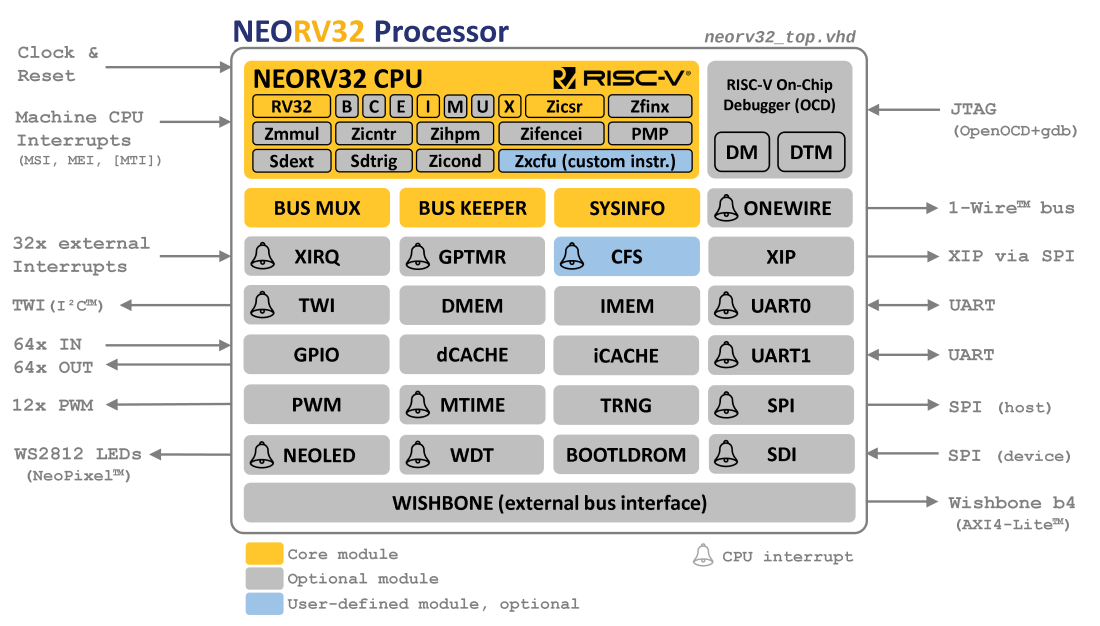 NEORV32 Processor
neorv32_top.vhd
Clock &
Reset
Machine CPU
Interrupts
(MSI, MEI, [MTI])
32x external
Interrupts
TWI(I²C™)
64x IN
64x OUT
12x PWM
WS2812 LEDs
(NeoPixel™)
NEORV32 CPU
RISC-V®
RV32 B C E I M U X Zicsr Zfinx
Zmmul Zicntr Zihpm Zifencei PMP
Sdext Sdtrig Zicond Zxcfu (custom instr.)
RISC-V On-Chip
Debugger (OCD)
DM DTM
BUS MUX BUS KEEPER SYSINFO ONEWIRE
XIRQ GPTMR CFS XIP
TWI DMEM IMEM UART0
GPIO dCACHE iCACHE UART1
PWM MTIME TRNG SPI
NEOLED WDT BOOTLDROM SDI
WISHBONE (external bus interface)
JTAG
(OpenOCD+gdb)
1-Wire™ bus
XIP via SPI
UART
UART
SPI (host)
SPI (device)
Wishbone b4
(AXI4-Lite™)
Core module
Optional module
User-defined module, optional
CPU interrupt